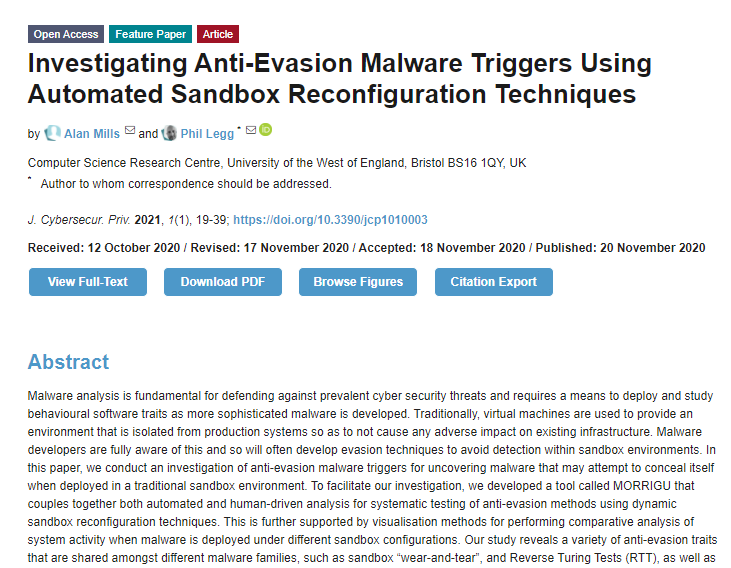 Open Access Feature Paper Article
Investigating Anti-Evasion Malware Triggers Using
Automated Sandbox Reconfiguration Techniques
by Alan Mills and Phil Legg * iD
Computer Science Research Centre, University of the West of England, Bristol BS16 1QY, UK
* Author to whom correspondence should be addressed.
J. Cybersecur. Priv. 2021, 1(1), 19-39; https://doi.org/10.3390/jcp1010003
Received: 12 October 2020 / Revised: 17 November 2020 / Accepted: 18 November 2020 / Published: 20 November 2020
View Full-Text Download PDF Browse Figures Citation Export
Abstract
Malware analysis is fundamental for defending against prevalent cyber security threats and requires a means to deploy and study
behavioural software traits as more sophisticated malware is developed. Traditionally, virtual machines are used to provide an
environment that is isolated from production systems so as to not cause any adverse impact on existing infrastructure. Malware
developers are fully aware of this and so will often develop evasion techniques to avoid detection within sandbox environments. In
this paper, we conduct an investigation of anti-evasion malware triggers for uncovering malware that may attempt to conceal itself
when deployed in a traditional sandbox environment. To facilitate our investigation, we developed a tool called MORRIGU that
couples together both automated and human-driven analysis for systematic testing of anti-evasion methods using dynamic
sandbox reconfiguration techniques. This is further supported by visualisation methods for performing comparative analysis of
system activity when malware is deployed under different sandbox configurations. Our study reveals a variety of anti-evasion traits
that are shared amongst different malware families, such as sandbox “wear-and-tear”, and Reverse Turing Tests (RTT), as well as